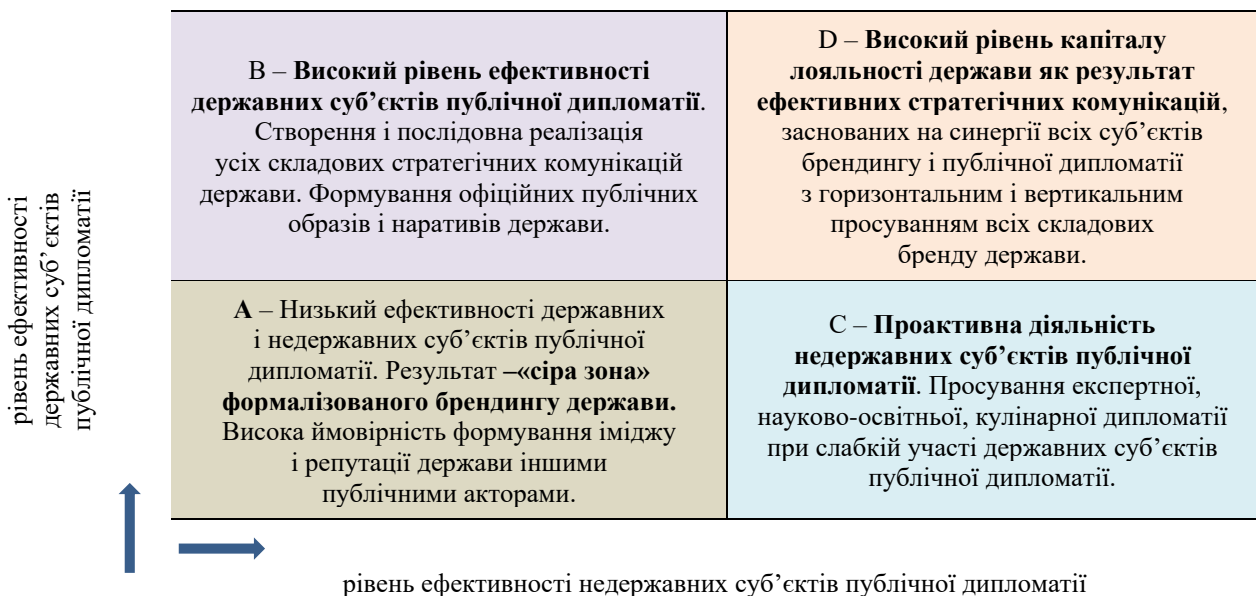 рівень ефективності
державних суб’ єктів
публічної дипломатії
B – Високий рівень ефективності
державних суб’єктів публічної дипломатії.
Створення і послідовна реалізація
усіх складових стратегічних комунікацій
держави. Формування офіційних публічних
образів і наративів держави.
D – Високий рівень капіталу
лояльності держави як результат
ефективних стратегічних комунікацій,
заснованих на синергії всіх суб’єктів
брендингу і публічної дипломатії
з горизонтальним і вертикальним
просуванням всіх складових
бренду держави.
A – Низький ефективності державних
і недержавних суб’єктів публічної
дипломатії. Результат –«сіра зона»
формалізованого брендингу держави.
Висока ймовірність формування іміджу
і репутації держави іншими
публічними акторами.
C – Проактивна діяльність
недержавних суб’єктів публічної
дипломатії. Просування експертної,
науково-освітньої, кулінарної дипломатії
при слабкій участі державних суб’єктів
публічної дипломатії.
рівень ефективності недержавних суб’єктів публічної дипломатії